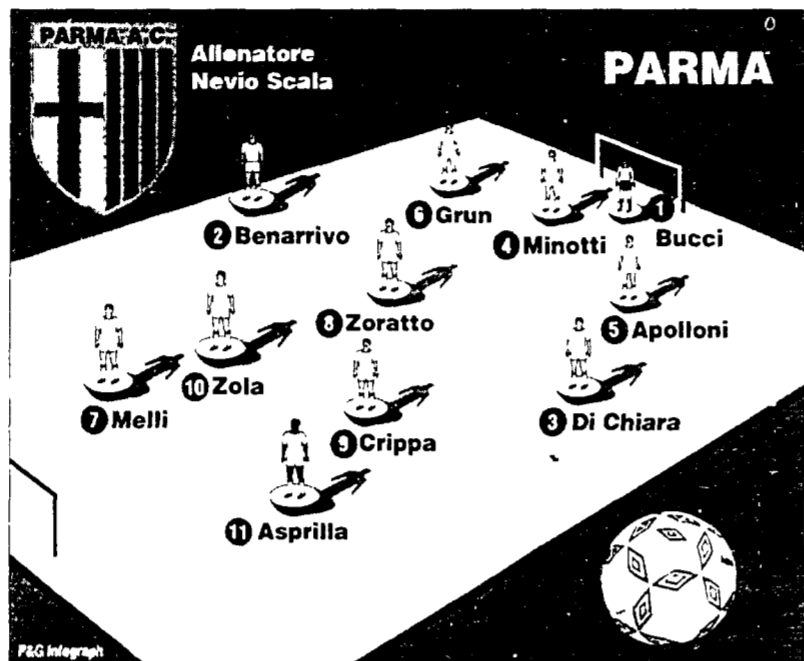 PARMA A.C.
Allenatore
Nevio Scala
PARMA
2 Benarrivo
6 Grun
4 Minotti
1
Bucci
8 Zoratto
5 Apolloni
10 Zola
7 Melli
9 Crippa
3 Di Chiara
11 Asprilla
P&G Infograph